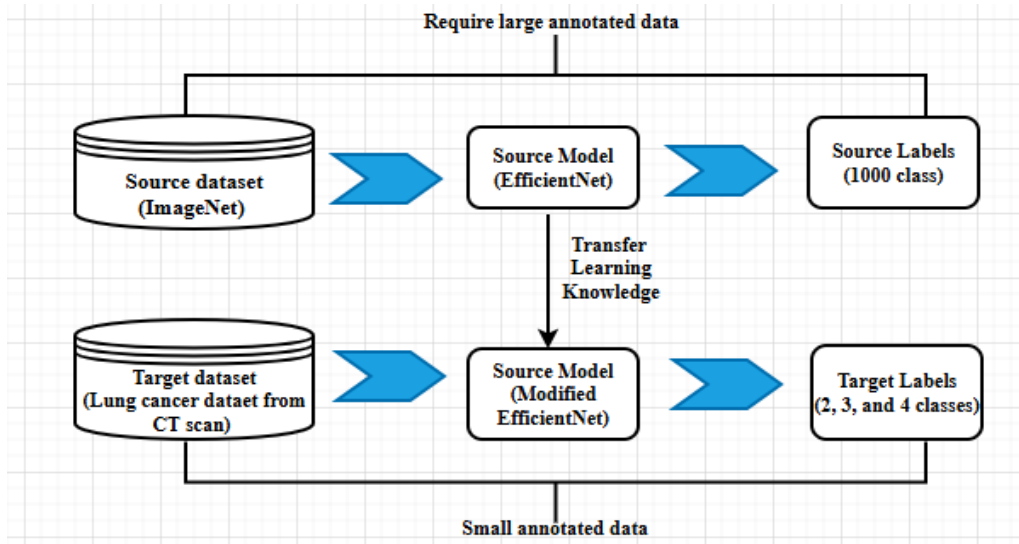 Require large annotated data
Source dataset
(ImageNet)
Source Model
(EfficientNet)
Source Labels
(1000 class)
Transfer
Learning
Knowledge
Target dataset
(Lung cancer dataet from
CT scan)
Source Model
(Modified
EfficientNet)
Target Labels
(2, 3, and 4 classes)
Small annotated data